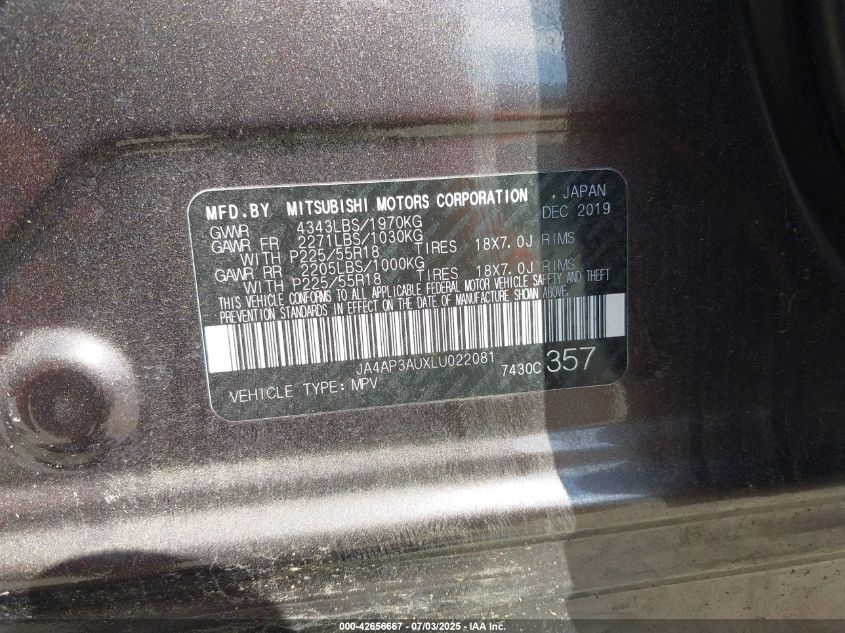 MFD.BY MITSUBISHI MOTORS CORPORATION , JAPAN
GVWR 4343LBS/1970KG DEC 2019
GAWR FR 2271LBS/1030KG
WITH P225/55R18 TIRES 18X7.0J RIMS
GAWR RR 2205LBS/1000KG
WITH P225/55R18 TIRES 18X7.0J RIMS
THIS VEHICLE CONFORMS TO ALL APPLICABLE FEDERAL MOTOR VEHICLE SAFETY AND THEFT
PREVENTION STANDARDS IN EFFECT ON THE DATE OF MANUFACTURE SHOWN ABOVE.
JA4AP3AUXLU022081
7430C 357
VEHICLE TYPE: MPV
000-42656667 - 07/03/2025 - IAA Inc.